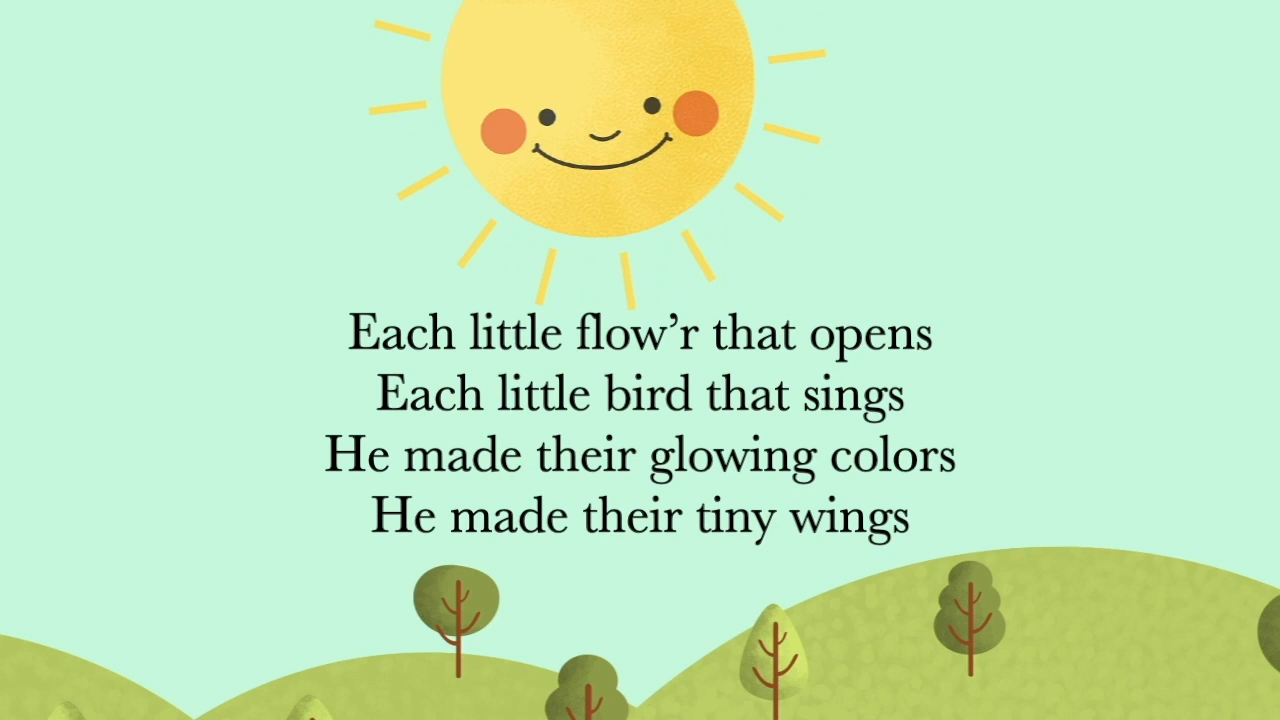 Each little flow’r that opens
Each little bird that sings
He made their glowing colors
He made their tiny wings